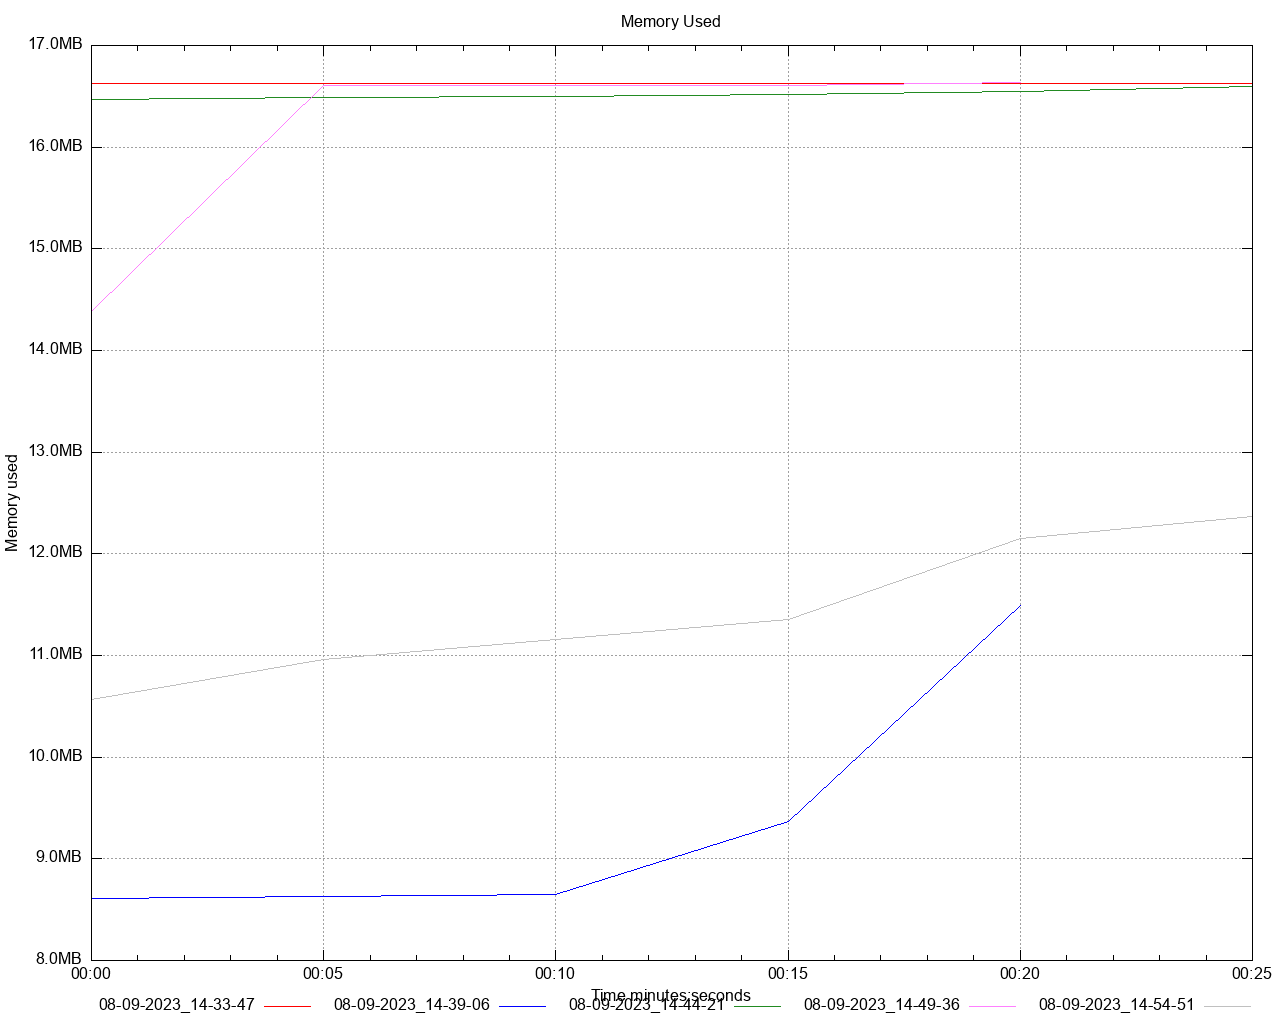 Memory Used
17.0MB
16.0MB
15.0MB
14.0MB
13.0MB
Memory used
12.0MB
11.0MB
10.0MB
9.0MB
8.0MB
00:00 00:05 00:10 00:15 00:20 00:25
Time minutes:seconds
08-09-2023_14-33-47 08-09-2023_14-39-06 08-09-2023_14-44-21 08-09-2023_14-49-36 08-09-2023_14-54-51